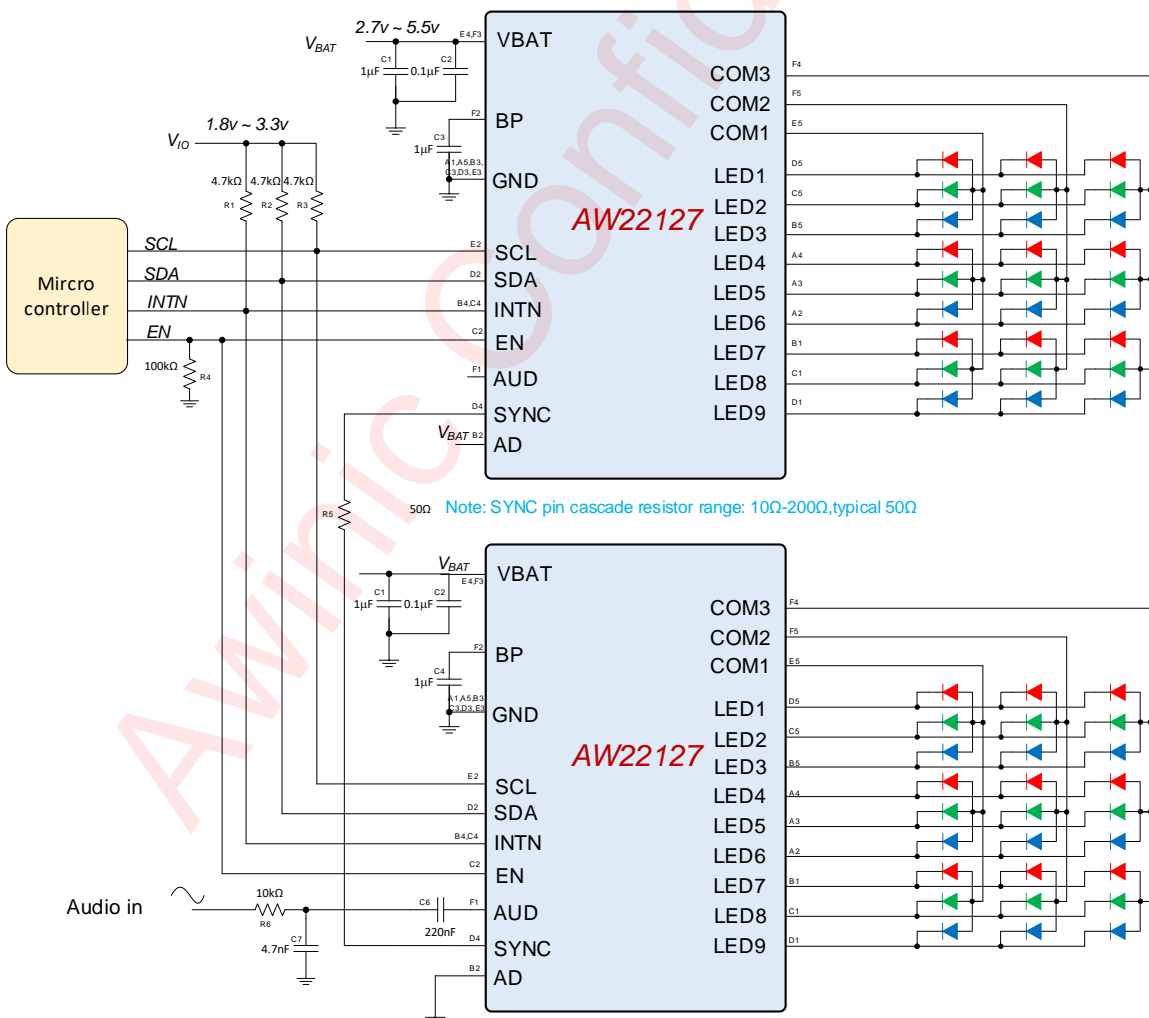 2.7v ~ 5.5v
VBAT
E4,F3
VBAT
C1
C2
1µF
0.1µF
COM3
F4
COM2
F5
COM1
E5
F2
BP
C3
1µF
A1,A5,B3,
C3,D3,E3
GND
1.8v ~ 3.3v
VIO
4.7kΩ
4.7kΩ
4.7kΩ
R1
R2
R3
AW22127
LED1
D5
LED2
C5
LED3
B5
LED4
A4
LED5
A3
LED6
A2
LED7
B1
LED8
C1
LED9
D1
Mircro
controller
SCL
E2
SCL
SDA
D2
SDA
INTN
B4,C4
INTN
EN
C2
EN
100kΩ
R4
F1
AUD
D4
SYNC
VBAT
B2
AD
R5
50Ω
Note: SYNC pin cascade resistor range: 10Ω-200Ω,typical 50Ω
VBAT
E4,F3
VBAT
C1
C2
1µF
0.1µF
COM3
F4
COM2
F5
COM1
E5
F2
BP
C4
1µF
A1,A5,B3
C3,D3,E3
GND
AW22127
LED1
D5
LED2
C5
LED3
B5
LED4
A4
LED5
A3
LED6
A2
LED7
B1
LED8
C1
LED9
D1
E2
SCL
D2
SDA
B4,C4
INTN
C2
EN
Audio in
10kΩ
R6
C7
4.7nF
C6
220nF
F1
AUD
D4
SYNC
B2
AD
Awinic Confid